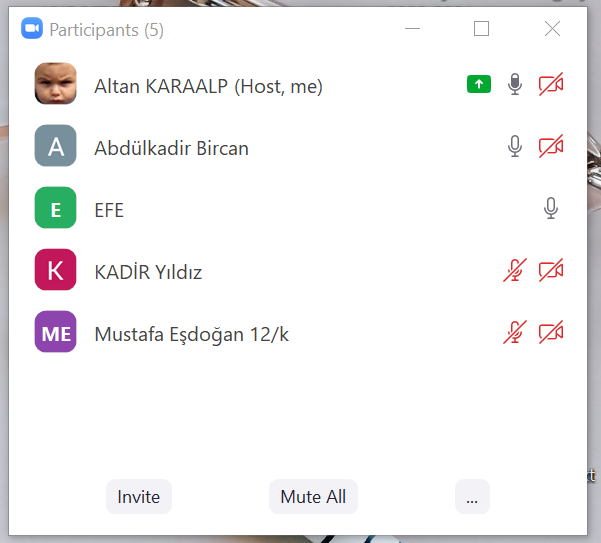 Participants (5)
Altan KARAALP (Host, me)
A
Abdülkadir Bircan
E
EFE
K
KADİR Yıldız
ME
Mustafa Eşdoğan 12/k
Invite
Mute All
...